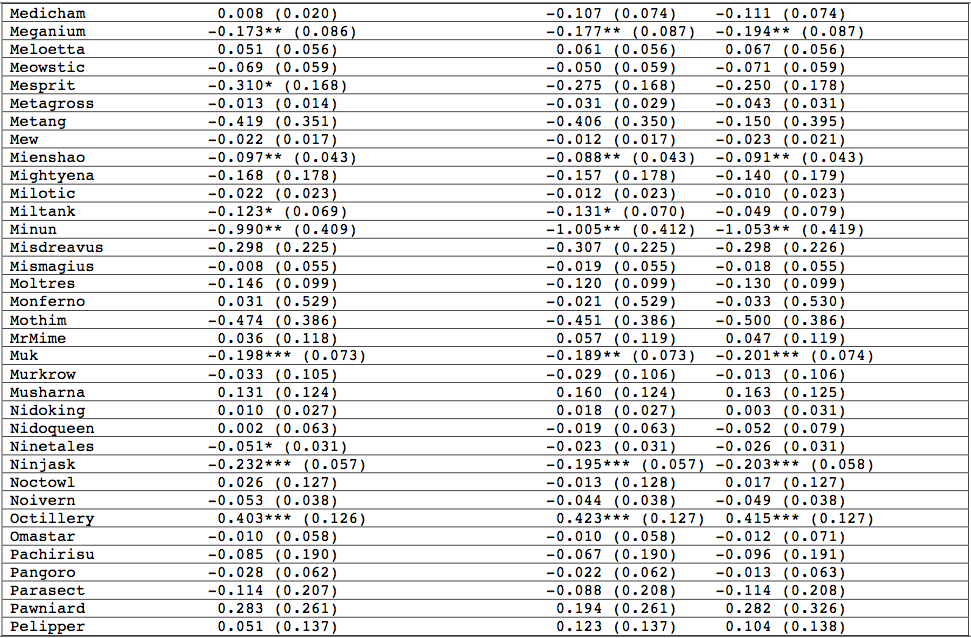 Medicham 0.008 (0.020) -0.107 (0.074) -0.111 (0.074)
Meganium -0.173** (0.086) -0.177** (0.087) -0.194** (0.087)
Meloetta 0.051 (0.056) 0.061 (0.056) 0.067 (0.056)
Meowstic -0.069 (0.059) -0.050 (0.059) -0.071 (0.059)
Mesprit -0.310* (0.168) -0.275 (0.168) -0.250 (0.178)
Metagross -0.013 (0.014) -0.031 (0.029) -0.043 (0.031)
Metang -0.419 (0.351) -0.406 (0.350) -0.150 (0.395)
Mew -0.022 (0.017) -0.012 (0.017) -0.023 (0.021)
Mienshao -0.097** (0.043) -0.088** (0.043) -0.091** (0.043)
Mightyena -0.168 (0.178) -0.157 (0.178) -0.140 (0.179)
Milotic -0.022 (0.023) -0.012 (0.023) -0.010 (0.023)
Miltank -0.123* (0.069) -0.131* (0.070) -0.049 (0.079)
Minun -0.990** (0.409) -1.005** (0.412) -1.053** (0.419)
Misdreavus -0.298 (0.225) -0.307 (0.225) -0.298 (0.226)
Mismagius -0.008 (0.055) -0.019 (0.055) -0.018 (0.055)
Moltres -0.146 (0.099) -0.120 (0.099) -0.130 (0.099)
Monferno 0.031 (0.529) -0.021 (0.529) -0.033 (0.530)
Mothim -0.474 (0.386) -0.451 (0.386) -0.500 (0.386)
MrMime 0.036 (0.118) 0.057 (0.119) 0.047 (0.119)
Muk -0.198*** (0.073) -0.189** (0.073) -0.201*** (0.074)
Murkrow -0.033 (0.105) -0.029 (0.106) -0.013 (0.106)
Musharna 0.131 (0.124) 0.160 (0.124) 0.163 (0.125)
Nidoking 0.010 (0.027) 0.018 (0.027) 0.003 (0.031)
Nidoqueen 0.002 (0.063) -0.019 (0.063) -0.052 (0.079)
Ninetales -0.051* (0.031) -0.023 (0.031) -0.026 (0.031)
Ninjask -0.232*** (0.057) -0.195*** (0.057) -0.203*** (0.058)
Noctowl 0.026 (0.127) -0.013 (0.128) 0.017 (0.127)
Noivern -0.053 (0.038) -0.044 (0.038) -0.049 (0.038)
Octillery 0.403*** (0.126) 0.423*** (0.127) 0.415*** (0.127)
Omastar -0.010 (0.058) -0.010 (0.058) -0.012 (0.071)
Pachirisu -0.085 (0.190) -0.067 (0.190) -0.096 (0.191)
Pangoro -0.028 (0.062) -0.022 (0.062) -0.013 (0.063)
Parasect -0.114 (0.207) -0.088 (0.208) -0.114 (0.208)
Pawniard 0.283 (0.261) 0.194 (0.261) 0.282 (0.326)
Pelipper 0.051 (0.137) 0.123 (0.137) 0.104 (0.138)